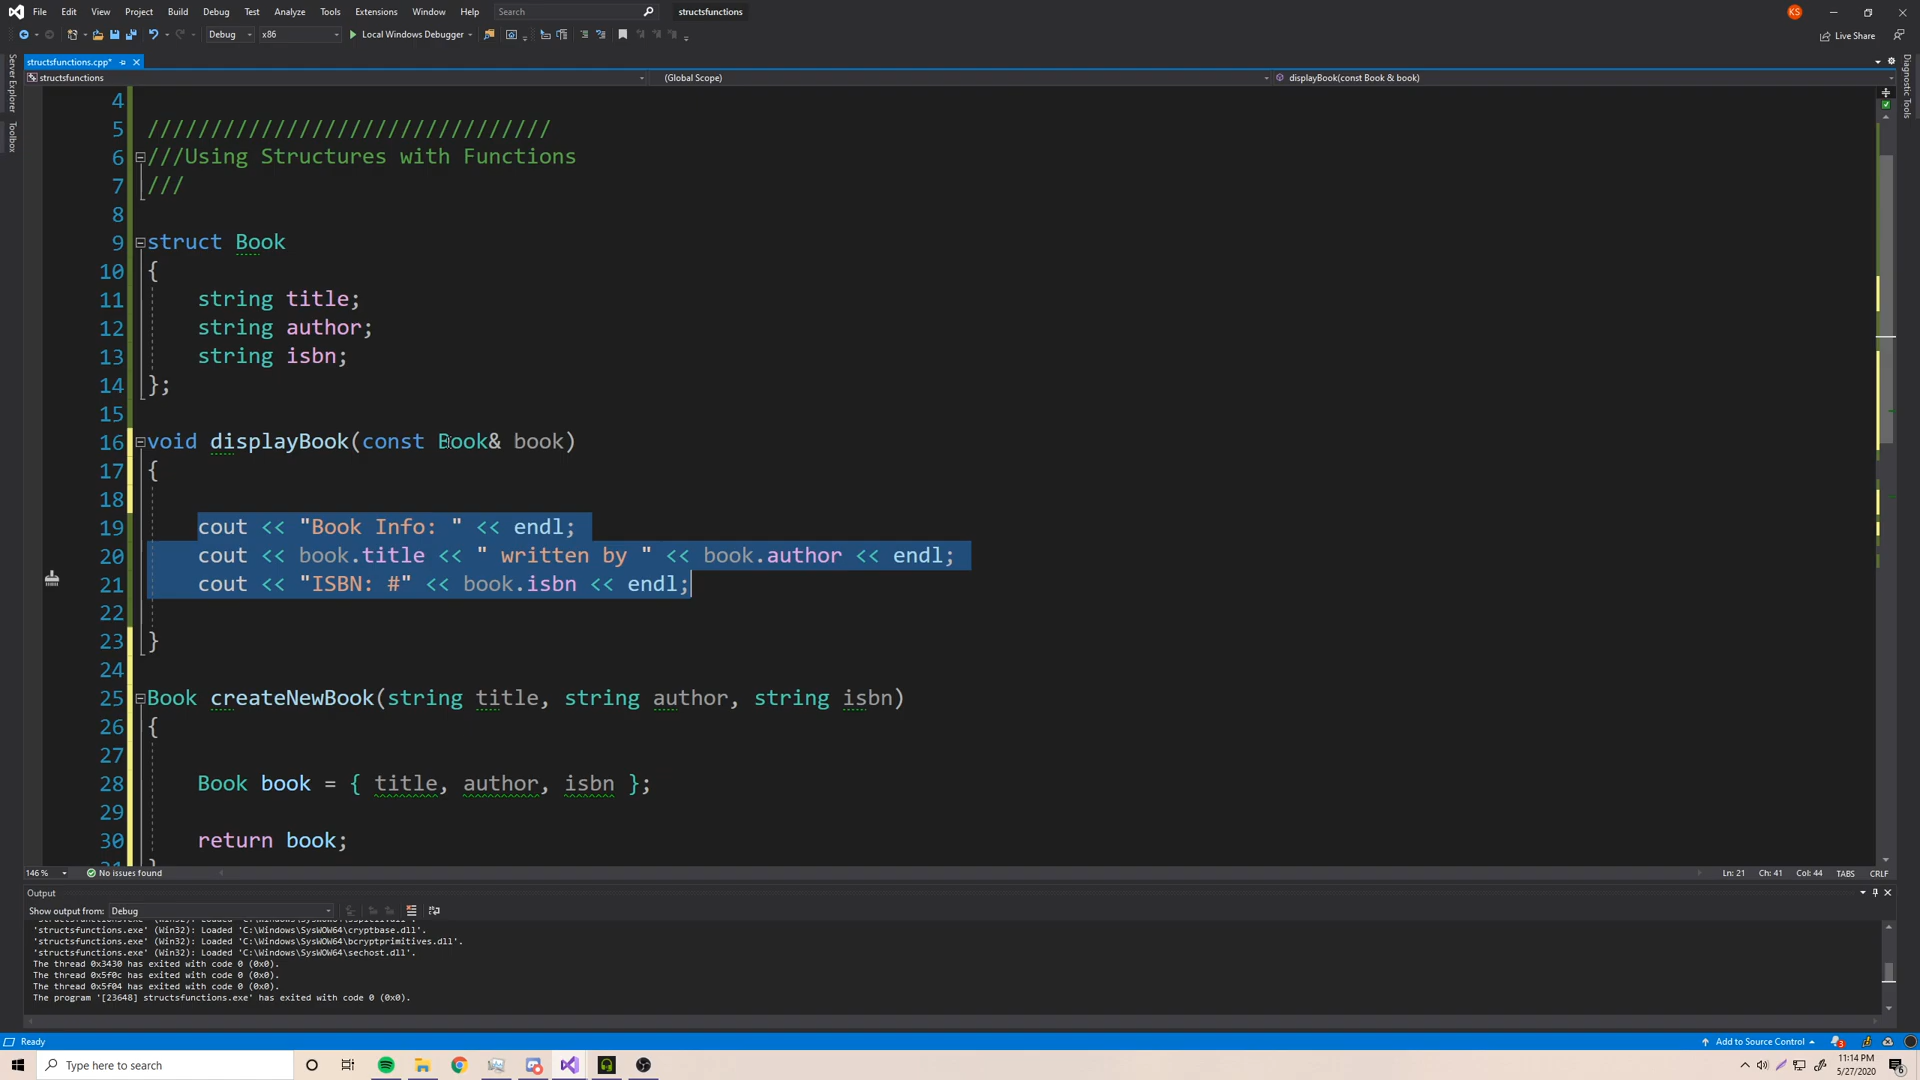 File Edit View Project Build Debug Test Analyze Tools Extensions Window Help Search structsfunctions KS
Debug x86 Local Windows Debugger Live Share
structsfunctions.cpp*
structsfunctions (Global Scope) displayBook(const Book & book)
Server Explorer
Toolbox
Diagnostic Tools
4
5 ////////////////////////////////
6 ///Using Structures with Functions
7 ///
8
9 struct Book
10 {
11 string title;
12 string author;
13 string isbn;
14 };
15
16 void displayBook(const Book& book)
17 {
18
19 cout << "Book Info: " << endl;
20 cout << book.title << " written by " << book.author << endl;
21 cout << "ISBN: #" << book.isbn << endl;
22
23 }
24
25 Book createNewBook(string title, string author, string isbn)
26 {
27
28 Book book = { title, author, isbn };
29
30 return book;
146 % No issues found Ln: 21 Ch: 41 Col: 44 TABS CRLF
Output
Show output from: Debug
'structsfunctions.exe' (Win32): Loaded 'C:\Windows\SysWOW64\cryptbase.dll'.
'structsfunctions.exe' (Win32): Loaded 'C:\Windows\SysWOW64\bcryptprimitives.dll'.
'structsfunctions.exe' (Win32): Loaded 'C:\Windows\SysWOW64\sechost.dll'.
The thread 0x3430 has exited with code 0 (0x0).
The thread 0x5f0c has exited with code 0 (0x0).
The thread 0x5f04 has exited with code 0 (0x0).
The program '[23648] structsfunctions.exe' has exited with code 0 (0x0).
Ready Add to Source Control 3
Type here to search 11:14 PM
5/27/2020 6